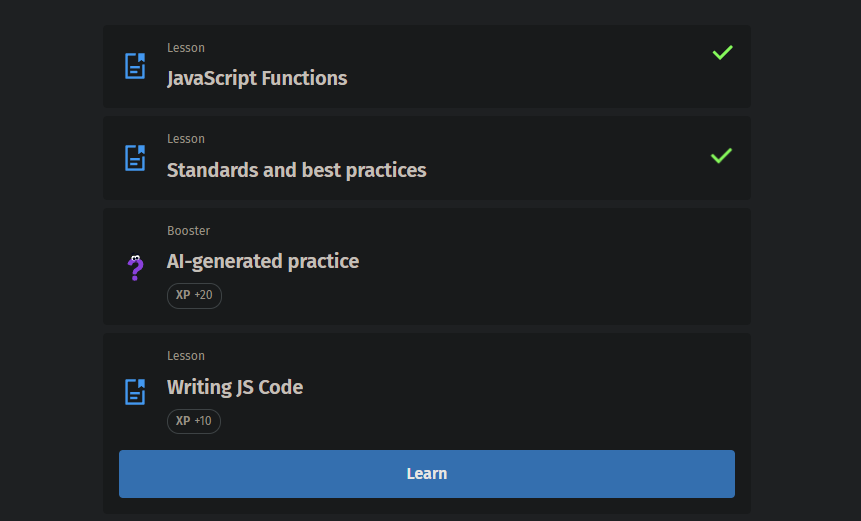 Lesson
JavaScript Functions
Lesson
Standards and best practices
Booster
AI-generated practice
XP +20
Lesson
Writing JS Code
XP +10
Learn